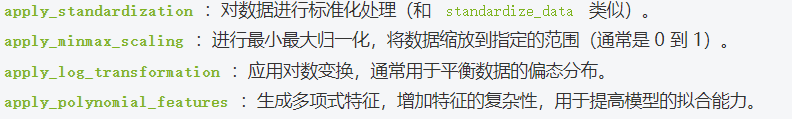 apply_standardization ：对数据进行标准化处理（和 standardize_data 类似）。
apply_minmax_scaling ：进行最小最大归一化，将数据缩放到指定的范围（通常是 0 到 1）。
apply_log_transformation ：应用对数变换，通常用于平衡数据的偏态分布。
apply_polynomial_features ：生成多项式特征，增加特征的复杂性，用于提高模型的拟合能力。